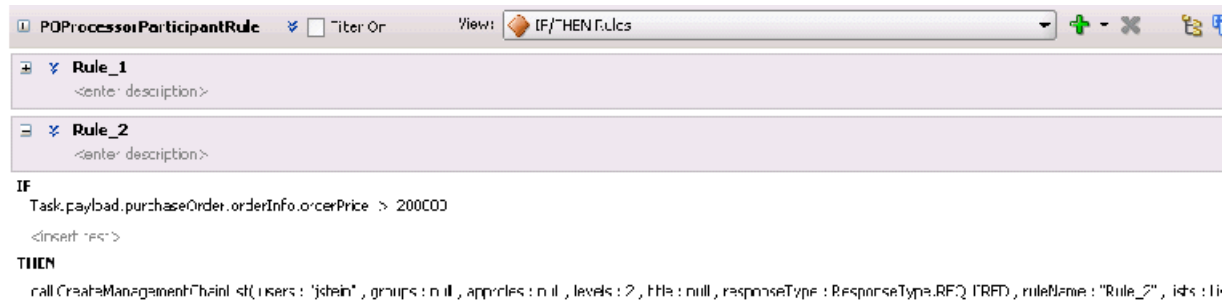 POProcessorParticipantRule Filter On View: IF/THEN Rules
Rule_1
<enter description>
Rule_2
<enter description>
IF
Task.payload.purchaseOrder.orderInfo.orderPrice > 200000
<insert test>
THEN
call CreateManagementChainList( users : "jstein" , groups : null , approles : null , levels : 2 , title : null , responseType : ResponseType.REQUIRED , ruleName : "Rule_2" , lists : Li